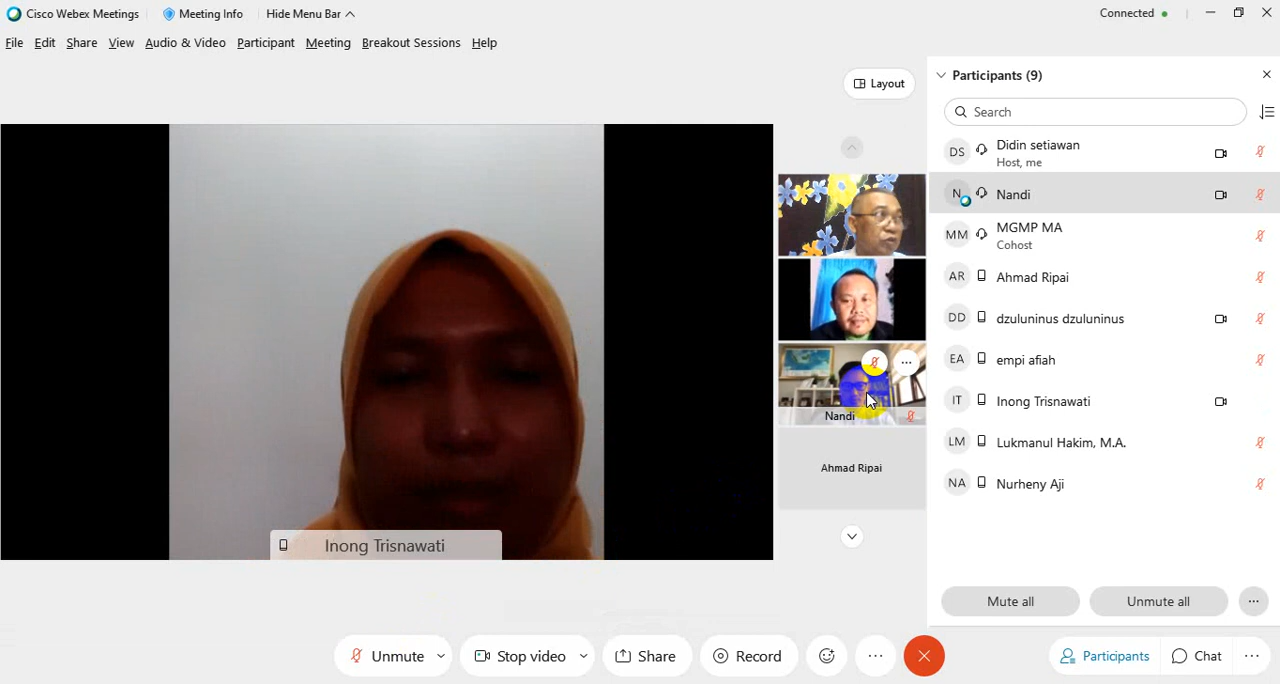 Cisco Webex Meetings Meeting Info Hide Menu Bar Connected
File Edit Share View Audio & Video Participant Meeting Breakout Sessions Help
Layout
Inong Trisnawati
Nandi
Ahmad Ripai
Participants (9)
Search
DS Didin setiawan
Host, me
N Nandi
MM MGMP MA
Cohost
AR Ahmad Ripai
DD dzuluninus dzuluninus
EA empi afiah
IT Inong Trisnawati
LM Lukmanul Hakim, M.A.
NA Nurheny Aji
Mute all Unmute all
Unmute Stop video Share Record Participants Chat